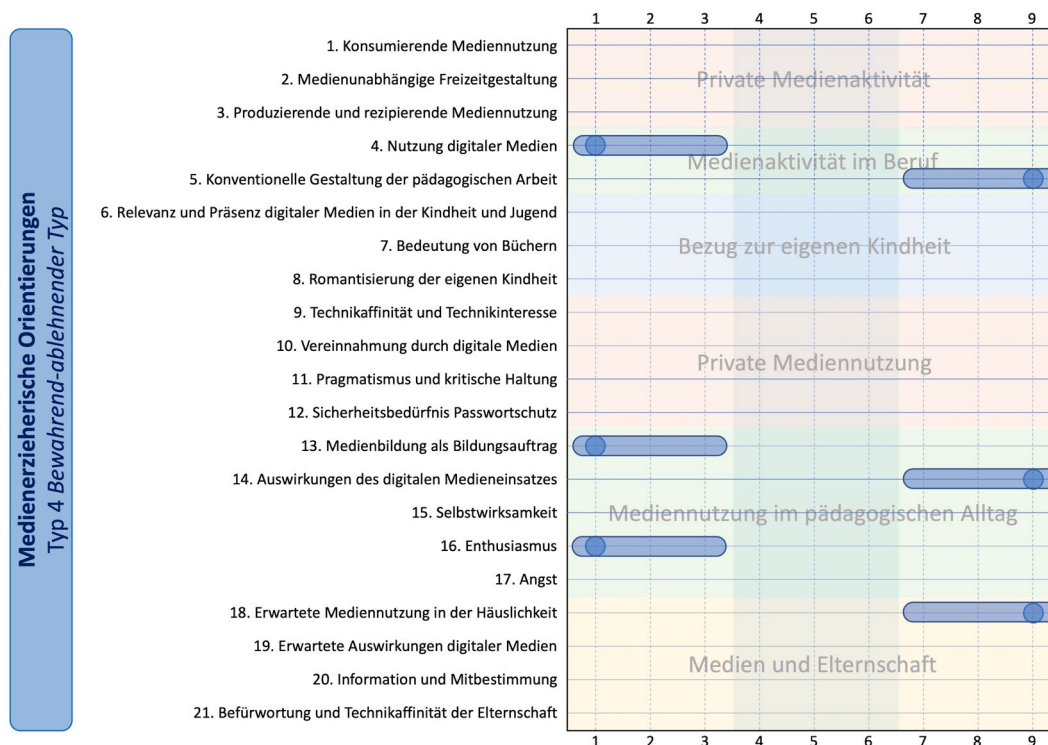 Medienerzieherische Orientierungen
Typ 4 Bewahrend-ablehnender Typ
1 2 3 4 5 6 7 8 9
1. Konsumierende Mediennutzung
2. Medienunabhängige Freizeitgestaltung
Private Medienaktivität
3. Produzierende und rezipierende Mediennutzung
4. Nutzung digitaler Medien
Medienaktivität im Beruf
5. Konventionelle Gestaltung der pädagogischen Arbeit
6. Relevanz und Präsenz digitaler Medien in der Kindheit und Jugend
7. Bedeutung von Büchern
Bezug zur eigenen Kindheit
8. Romantisierung der eigenen Kindheit
9. Technikaffinität und Technikinteresse
10. Vereinnahmung durch digitale Medien
Private Mediennutzung
11. Pragmatismus und kritische Haltung
12. Sicherheitsbedürfnis Passwortschutz
13. Medienbildung als Bildungsauftrag
14. Auswirkungen des digitalen Medieneinsatzes
15. Selbstwirksamkeit
Mediennutzung im pädagogischen Alltag
16. Enthusiasmus
17. Angst
18. Erwartete Mediennutzung in der Häuslichkeit
19. Erwartete Auswirkungen digitaler Medien
Medien und Elternschaft
20. Information und Mitbestimmung
21. Befürwortung und Technikaffinität der Elternschaft
1 2 3 4 5 6 7 8 9